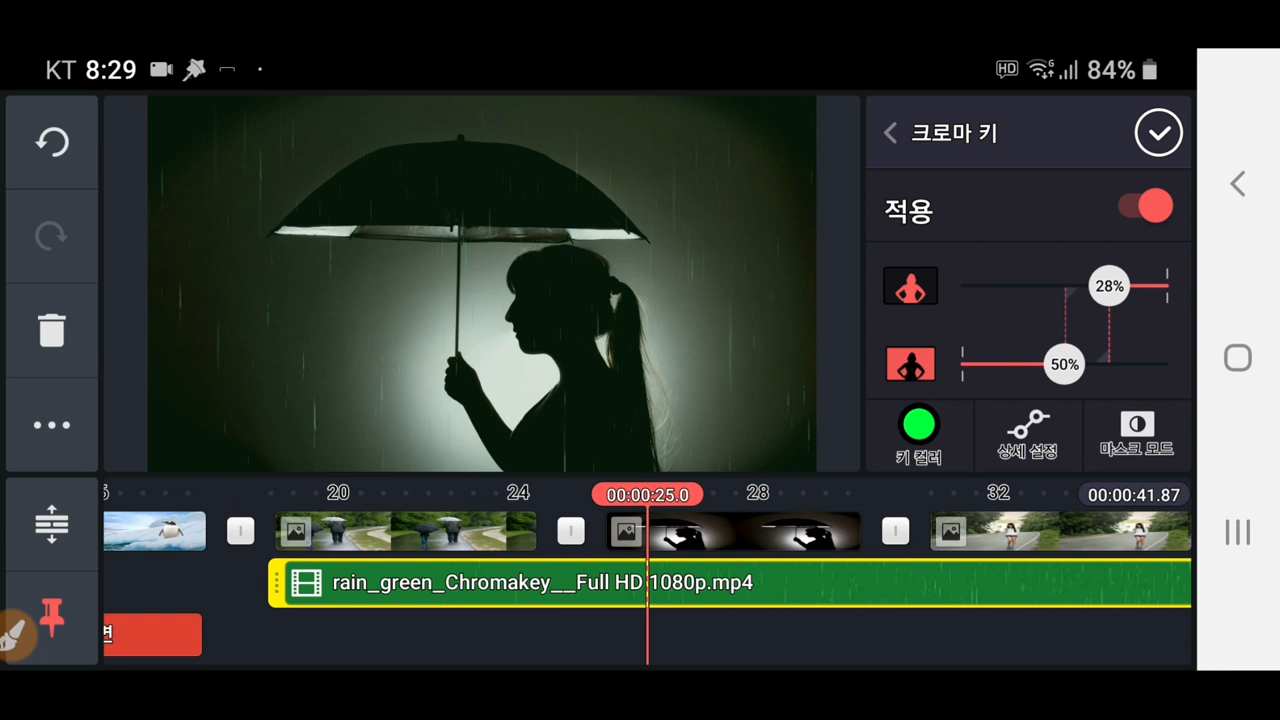 KT 8:29
HD 84%
크로마 키
적용
28%
50%
키 컬러
상세 설정
마스크 모드
20 24 00:00:25.0 28 32 00:00:41.87
rain_green_Chromakey__Full HD 1080p.mp4
면